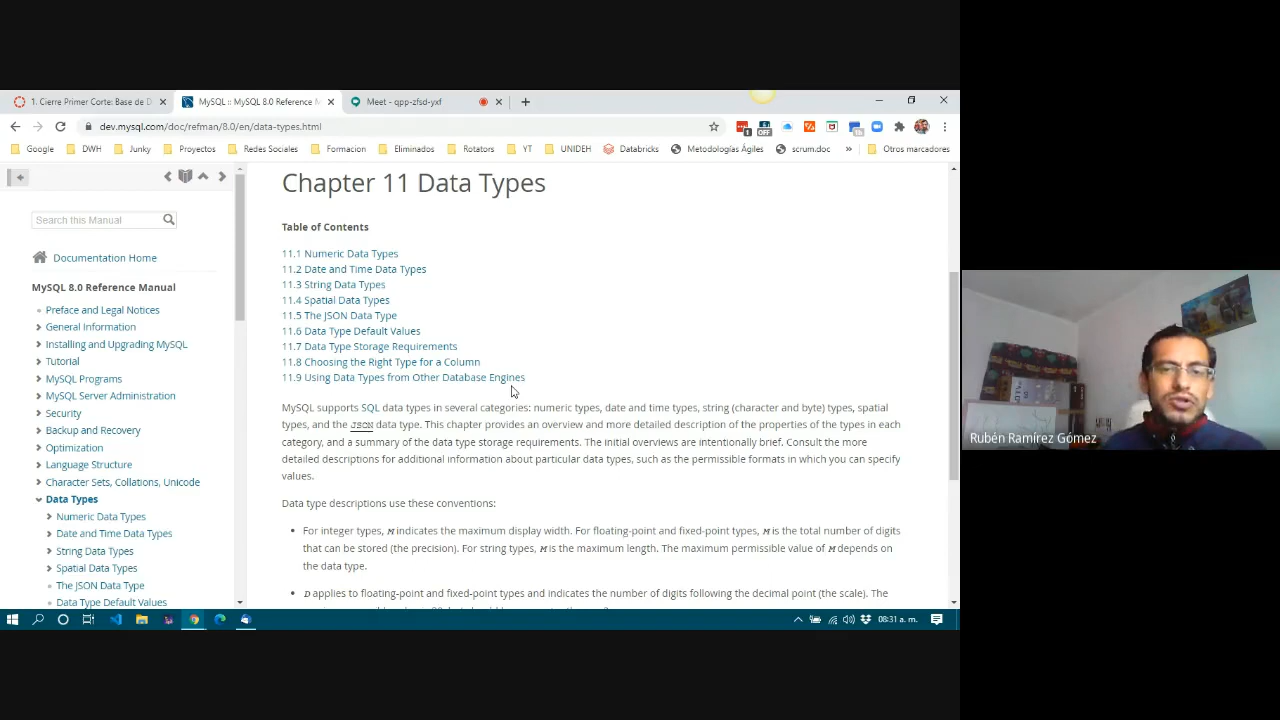 1: Cierre Primer Corte: Base de D
MySQL :: MySQL 8.0 Reference M
Meet - qpp-zfsd-yxf
dev.mysql.com/doc/refman/8.0/en/data-types.html
1
OFF
1h
Google
DWH
Junky
Proyectos
Redes Sociales
Formacion
Eliminados
Rotators
YT
UNIDEH
Databricks
Metodologías Ágiles
scrum.doc
»
Otros marcadores
Search this Manual
Documentation Home
MySQL 8.0 Reference Manual
Preface and Legal Notices
General Information
Installing and Upgrading MySQL
Tutorial
MySQL Programs
MySQL Server Administration
Security
Backup and Recovery
Optimization
Language Structure
Character Sets, Collations, Unicode
Data Types
Numeric Data Types
Date and Time Data Types
String Data Types
Spatial Data Types
The JSON Data Type
Data Type Default Values
Chapter 11 Data Types
Table of Contents
11.1 Numeric Data Types
11.2 Date and Time Data Types
11.3 String Data Types
11.4 Spatial Data Types
11.5 The JSON Data Type
11.6 Data Type Default Values
11.7 Data Type Storage Requirements
11.8 Choosing the Right Type for a Column
11.9 Using Data Types from Other Database Engines
MySQL supports SQL data types in several categories: numeric types, date and time types, string (character and byte) types, spatial
types, and the JSON data type. This chapter provides an overview and more detailed description of the properties of the types in each
category, and a summary of the data type storage requirements. The initial overviews are intentionally brief. Consult the more
detailed descriptions for additional information about particular data types, such as the permissible formats in which you can specify
values.
Data type descriptions use these conventions:
• For integer types, M indicates the maximum display width. For floating-point and fixed-point types, M is the total number of digits
that can be stored (the precision). For string types, M is the maximum length. The maximum permissible value of M depends on
the data type.
• D applies to floating-point and fixed-point types and indicates the number of digits following the decimal point (the scale). The
08:31 a. m.
Rubén Ramírez Gómez